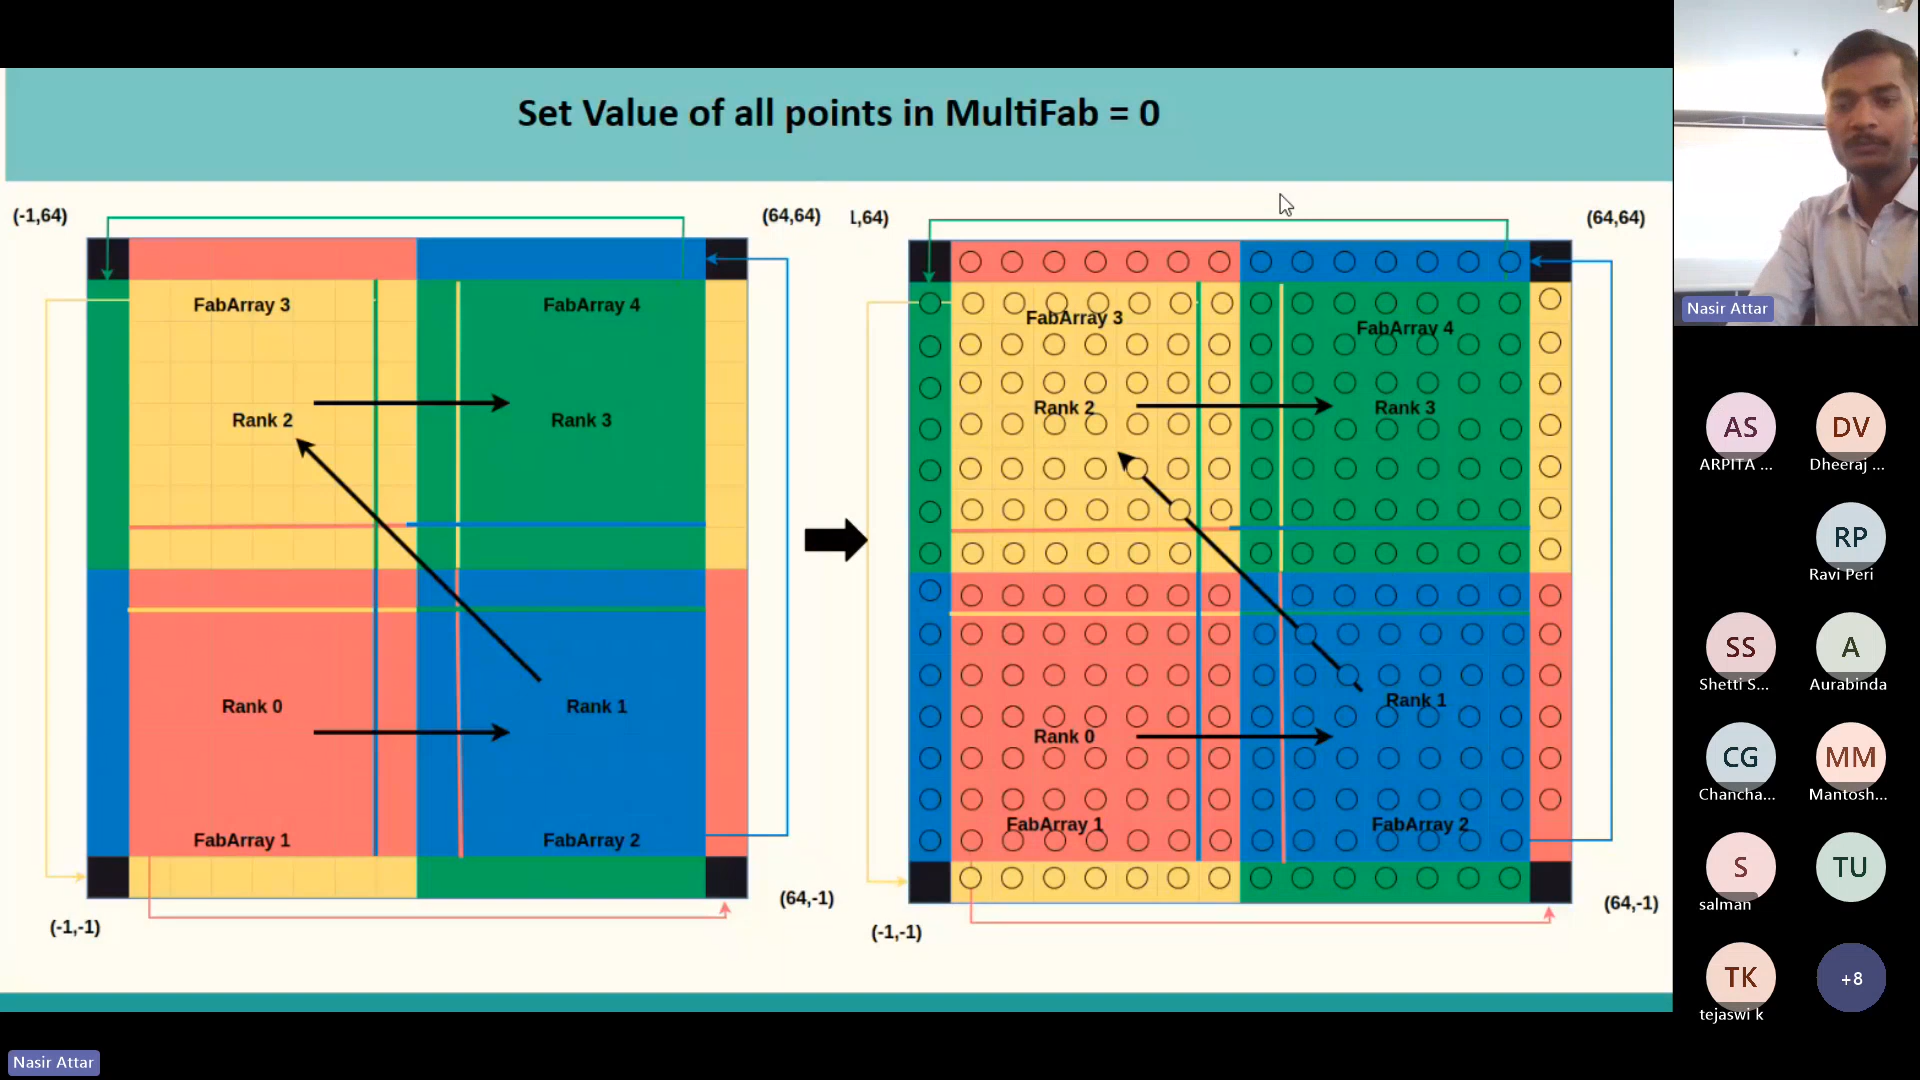 Set Value of all points in MultiFab = 0
(-1,64)
(64,64)
1,64)
(64,64)
FabArray 3
FabArray 4
Rank 2
Rank 3
Rank 0
Rank 1
FabArray 1
FabArray 2
(-1,-1)
(64,-1)
FabArray 3
FabArray 4
Rank 2
Rank 3
Rank 1
Rank 0
FabArray 1
FabArray 2
(-1,-1)
(64,-1)
Nasir Attar
AS
ARPITA ...
DV
Dheeraj ...
RP
Ravi Peri
SS
Shetti S...
A
Aurabinda
CG
Chancha...
MM
Mantosh...
S
salman
TU
TK
tejaswi k
+8
Nasir Attar